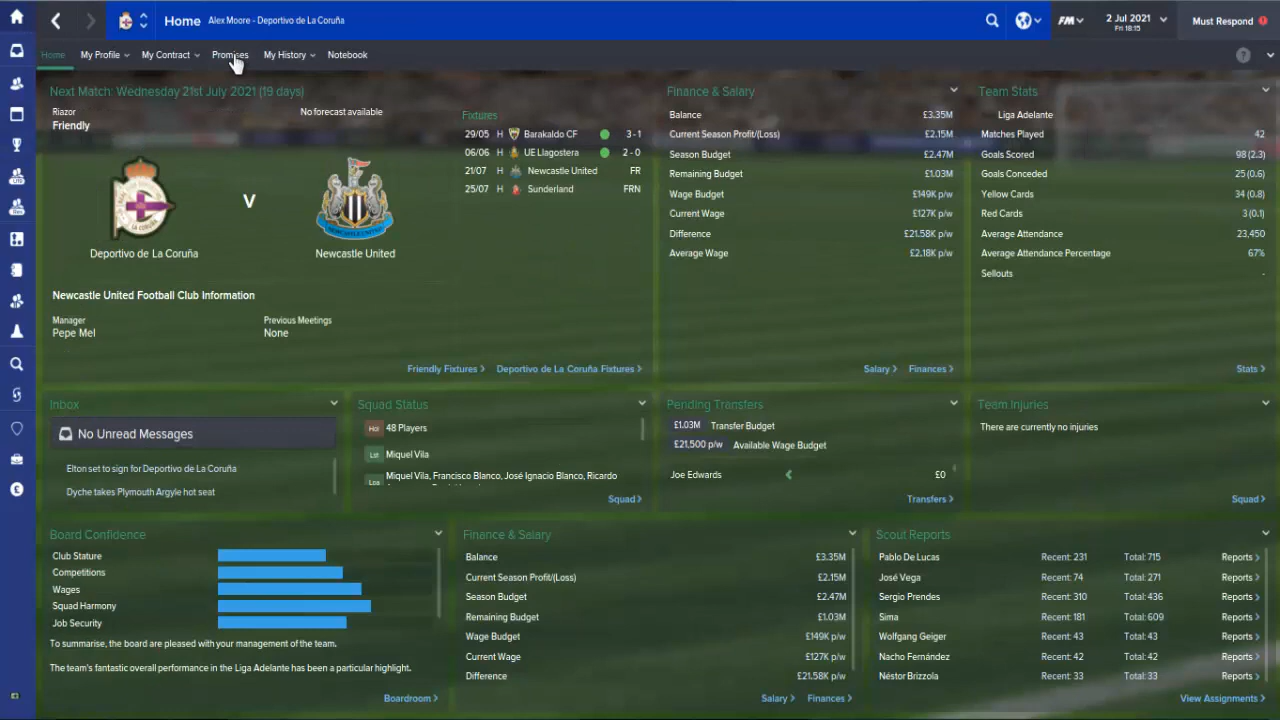 Home
Alex Moore - Deportivo de La Coruña
FM
2 Jul 2021
Fri 18:15
Must Respond
Home
My Profile
My Contract
Promises
My History
Notebook
Next Match: Wednesday 21st July 2021 (19 days)
Riazor
Friendly
No forecast available
V
Deportivo de La Coruña
Newcastle United
Newcastle United Football Club Information
Manager
Pepe Mel
Previous Meetings
None
Fixtures
29/05 H Barakaldo CF 3-1
06/06 H UE Llagostera 2-0
21/07 H Newcastle United FR
25/07 H Sunderland FRN
Friendly Fixtures
Deportivo de La Coruña Fixtures
Finance & Salary
Balance £3.35M
Current Season Profit/(Loss) £2.15M
Season Budget £2.47M
Remaining Budget £1.03M
Wage Budget £149K p/w
Current Wage £127K p/w
Difference £21.58K p/w
Average Wage £2.18K p/w
Salary
Finances
Team Stats
Liga Adelante
Matches Played 42
Goals Scored 98 (2.3)
Goals Conceded 25 (0.6)
Yellow Cards 34 (0.8)
Red Cards 3 (0.1)
Average Attendance 23,450
Average Attendance Percentage 67%
Sellouts -
Stats
Inbox
No Unread Messages
Elton set to sign for Deportivo de La Coruña
Dyche takes Plymouth Argyle hot seat
Squad Status
Hol 48 Players
Lst Miquel Vila
Loa Miquel Vila, Francisco Blanco, José Ignacio Blanco, Ricardo
Squad
Pending Transfers
£1.03M Transfer Budget
£21,500 p/w Available Wage Budget
Joe Edwards £0
Transfers
Team Injuries
There are currently no injuries
Squad
Board Confidence
Club Stature
Competitions
Wages
Squad Harmony
Job Security
To summarise, the board are pleased with your management of the team.
The team's fantastic overall performance in the Liga Adelante has been a particular highlight.
Boardroom
Finance & Salary
Balance £3.35M
Current Season Profit/(Loss) £2.15M
Season Budget £2.47M
Remaining Budget £1.03M
Wage Budget £149K p/w
Current Wage £127K p/w
Difference £21.58K p/w
Salary
Finances
Scout Reports
Pablo De Lucas Recent: 231 Total: 715 Reports
José Vega Recent: 74 Total: 271 Reports
Sergio Prendes Recent: 310 Total: 436 Reports
Sima Recent: 181 Total: 609 Reports
Wolfgang Geiger Recent: 43 Total: 43 Reports
Nacho Fernández Recent: 42 Total: 42 Reports
Néstor Brizzola Recent: 33 Total: 33 Reports
View Assignments